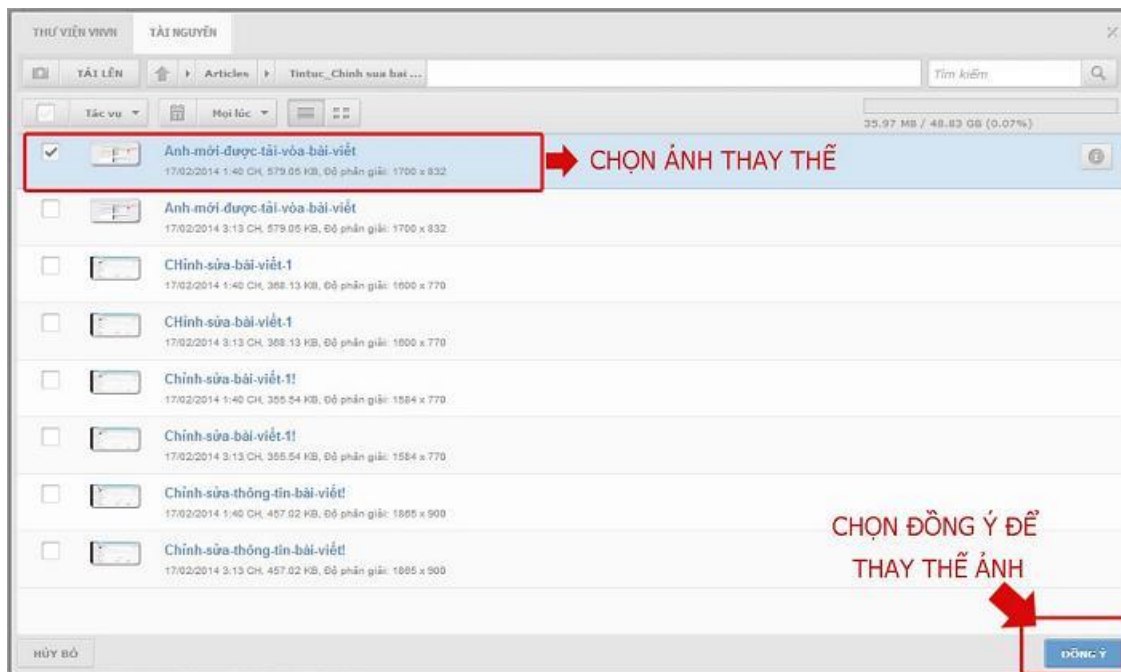 THƯ VIỆN VNVN TÀI NGUYÊN
TẢI LÊN Articles Tintuc_Chinh sua bai ... Tìm kiếm
Tác vụ Mọi lúc
35.97 MB / 48.83 GB (0.07%)
Anh-mới-được-tải-vòa-bài-viết
17/02/2014 1:40 CH, 579.05 KB, Độ phân giải: 1700 x 832
CHỌN ẢNH THAY THẾ
Anh-mới-được-tải-vòa-bài-viết
17/02/2014 3:13 CH, 579.05 KB, Độ phân giải: 1700 x 832
CHỉnh-sửa-bài-viết-1
17/02/2014 1:40 CH, 368.13 KB, Độ phân giải: 1600 x 770
CHỉnh-sửa-bài-viết-1
17/02/2014 3:13 CH, 368.13 KB, Độ phân giải: 1600 x 770
Chỉnh-sửa-bài-viết-1!
17/02/2014 1:40 CH, 355.54 KB, Độ phân giải: 1584 x 770
Chỉnh-sửa-bài-viết-1!
17/02/2014 3:13 CH, 355.54 KB, Độ phân giải: 1584 x 770
Chỉnh-sửa-thông-tin-bài-viết!
17/02/2014 1:40 CH, 457.02 KB, Độ phân giải: 1865 x 900
Chỉnh-sửa-thông-tin-bài-viết!
17/02/2014 3:13 CH, 457.02 KB, Độ phân giải: 1865 x 900
CHỌN ĐỒNG Ý ĐỂ
THAY THẾ ẢNH
HỦY BỎ ĐỒNG Ý